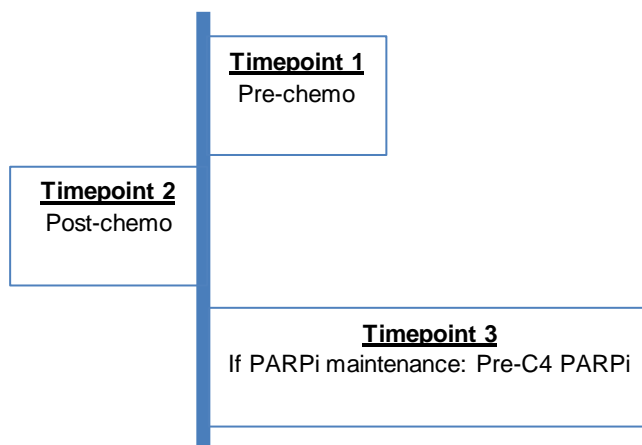 Timepoint 1
Pre-chemo
Timepoint 2
Post-chemo
Timepoint 3
If PARPi maintenance: Pre-C4 PARPi